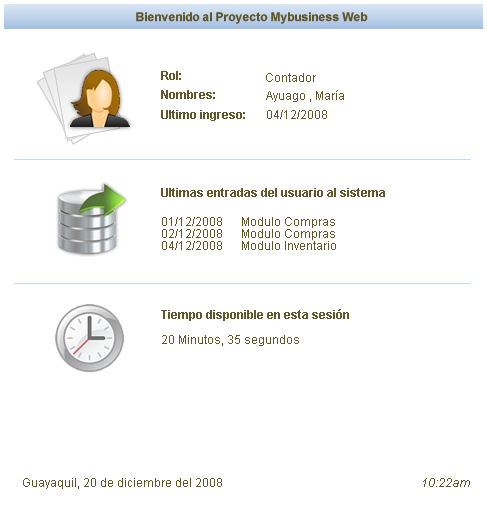 Bienvenido al Proyecto Mybusiness Web
Rol: Contador
Nombres: Ayuago , María
Ultimo ingreso: 04/12/2008
Ultimas entradas del usuario al sistema
01/12/2008 Modulo Compras
02/12/2008 Modulo Compras
04/12/2008 Modulo Inventario
Tiempo disponible en esta sesión
20 Minutos, 35 segundos
Guayaquil, 20 de diciembre del 2008 10:22am